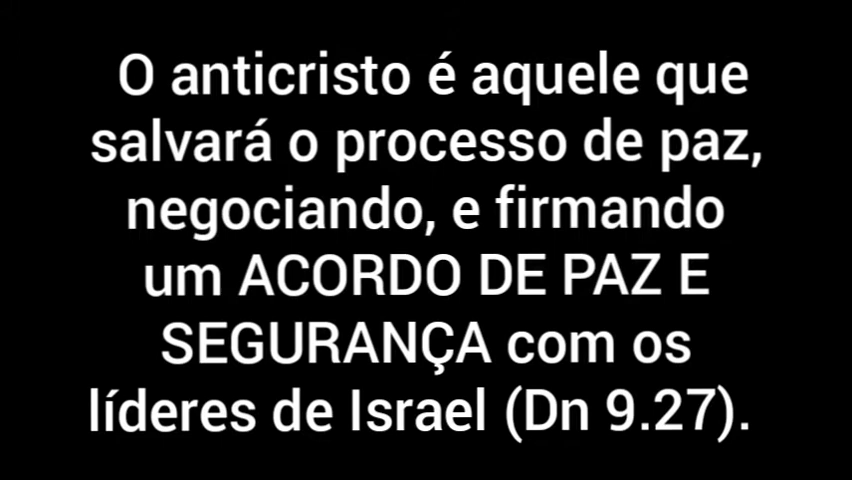 O anticristo é aquele que
salvará o processo de paz,
negociando, e firmando
um ACORDO DE PAZ E
SEGURANÇA com os
líderes de Israel (Dn 9.27).